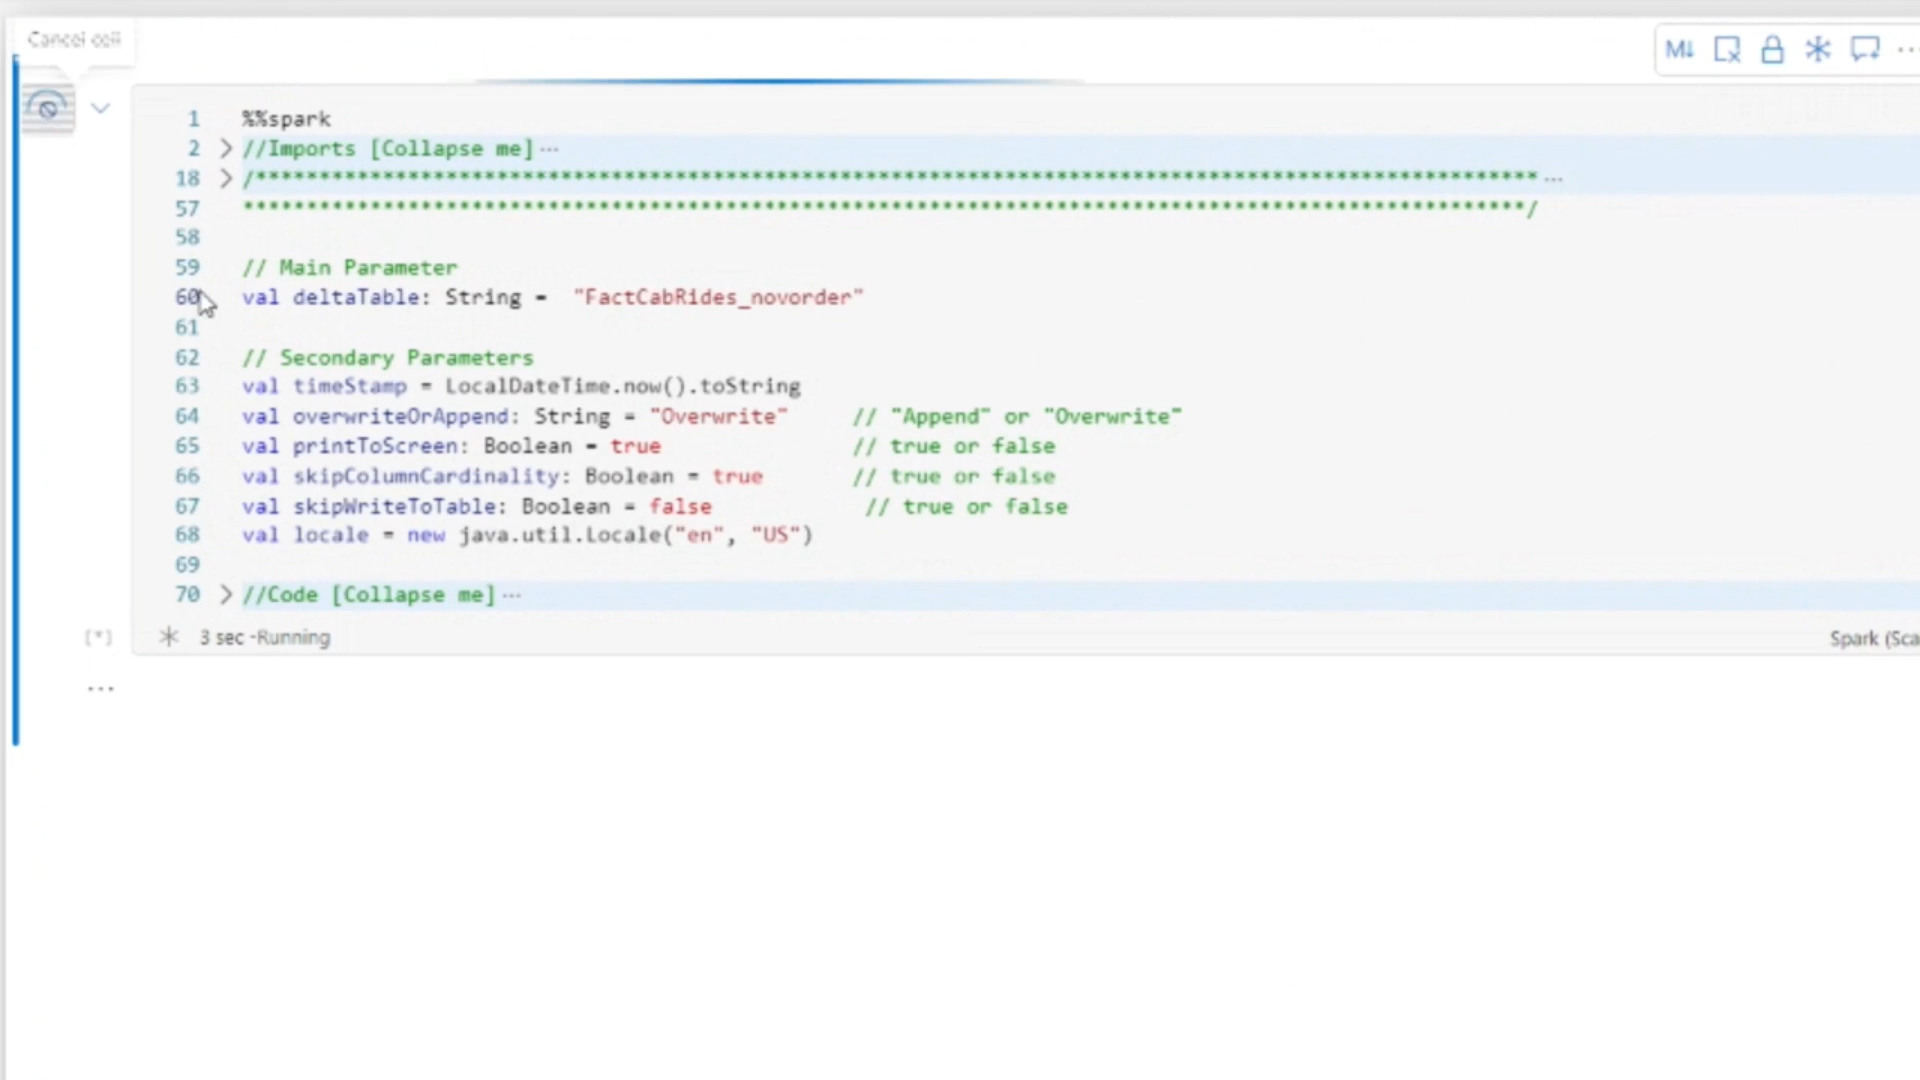 Cancel cell
M↓
1 %%spark
2 //Imports [Collapse me] ...
18 /***************************************************************************************************** ...
57 *****************************************************************************************************/
58
59 // Main Parameter
60 val deltaTable: String = "FactCabRides_novorder"
61
62 // Secondary Parameters
63 val timeStamp = LocalDateTime.now().toString
64 val overwriteOrAppend: String = "Overwrite" // "Append" or "Overwrite"
65 val printToScreen: Boolean = true // true or false
66 val skipColumnCardinality: Boolean = true // true or false
67 val skipWriteToTable: Boolean = false // true or false
68 val locale = new java.util.Locale("en", "US")
69
70 //Code [Collapse me] ...
[*] 3 sec -Running Spark (Sca